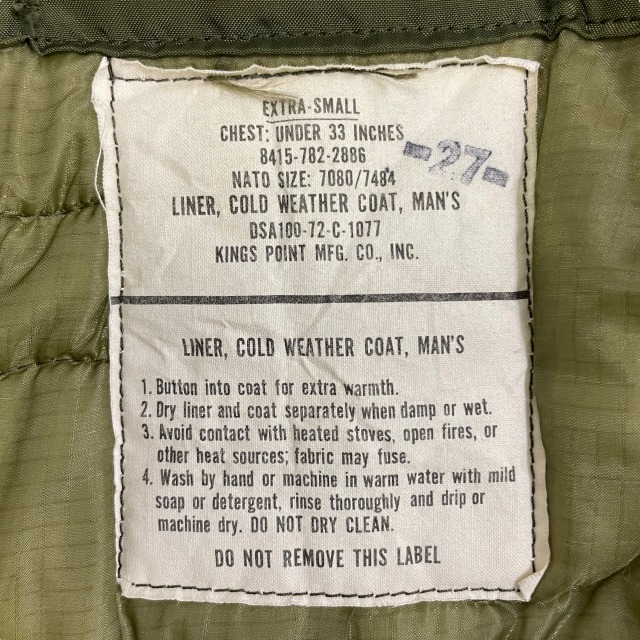 EXTRA-SMALL
CHEST: UNDER 33 INCHES
8415-782-2886
-27-
NATO SIZE: 7080/7484
LINER, COLD WEATHER COAT, MAN'S
DSA100-72-C-1077
KINGS POINT MFG. CO., INC.
LINER, COLD WEATHER COAT, MAN'S
1. Button into coat for extra warmth.
2. Dry liner and coat separately when damp or wet.
3. Avoid contact with heated stoves, open fires, or
other heat sources; fabric may fuse.
4. Wash by hand or machine in warm water with mild
soap or detergent, rinse thoroughly and drip or
machine dry. DO NOT DRY CLEAN.
DO NOT REMOVE THIS LABEL